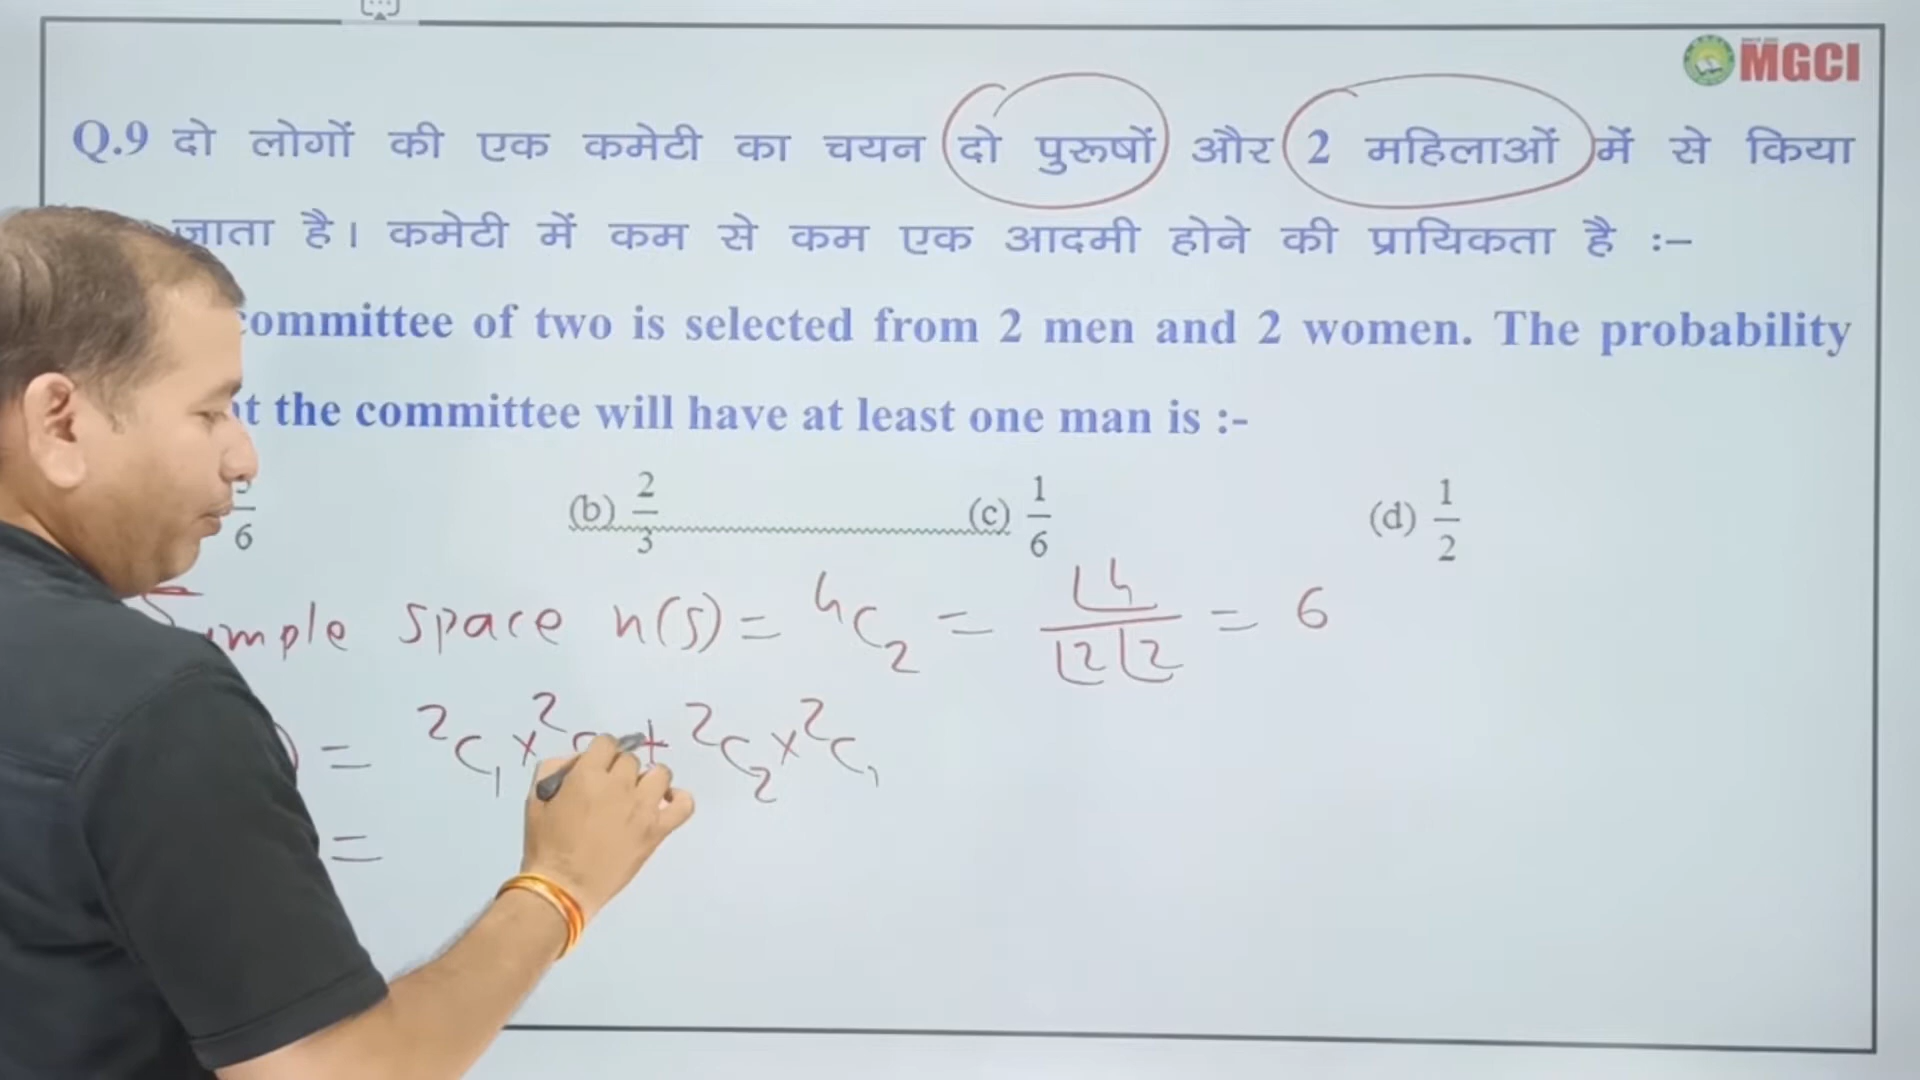 MGCI
Q.9 दो लोगों की एक कमेटी का चयन दो पुरूषों और 2 महिलाओं में से किया
जाता है। कमेटी में कम से कम एक आदमी होने की प्रायिकता है :–
committee of two is selected from 2 men and 2 women. The probability
the committee will have at least one man is :-
6 (b) 2/3 (c) 1/6 (d) 1/2
space n(s) = ⁴C₂ = |4 / |2 |2 = 6
= ²C₁ × ² + ²C₂ × ²C₁
=